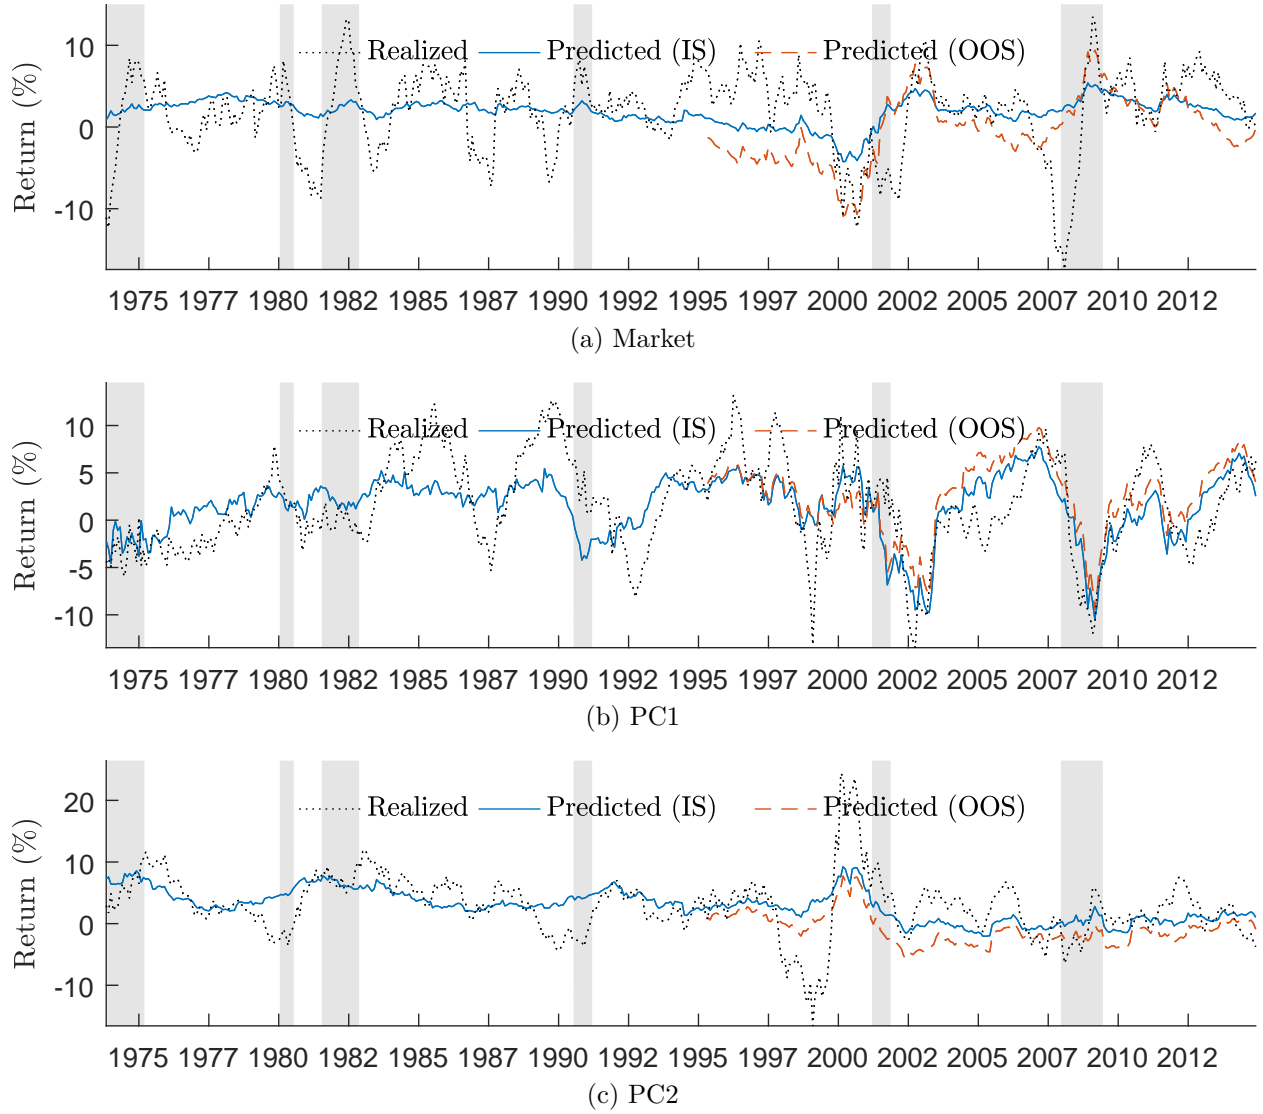 Return (%)
10
0
-10
Realized Predicted (IS) Predicted (OOS)
1975 1977 1980 1982 1985 1987 1990 1992 1995 1997 2000 2002 2005 2007 2010 2012
(a) Market
Return (%)
10
5
0
-5
-10
Realized Predicted (IS) Predicted (OOS)
1975 1977 1980 1982 1985 1987 1990 1992 1995 1997 2000 2002 2005 2007 2010 2012
(b) PC1
Return (%)
20
10
0
-10
Realized Predicted (IS) Predicted (OOS)
1975 1977 1980 1982 1985 1987 1990 1992 1995 1997 2000 2002 2005 2007 2010 2012
(c) PC2